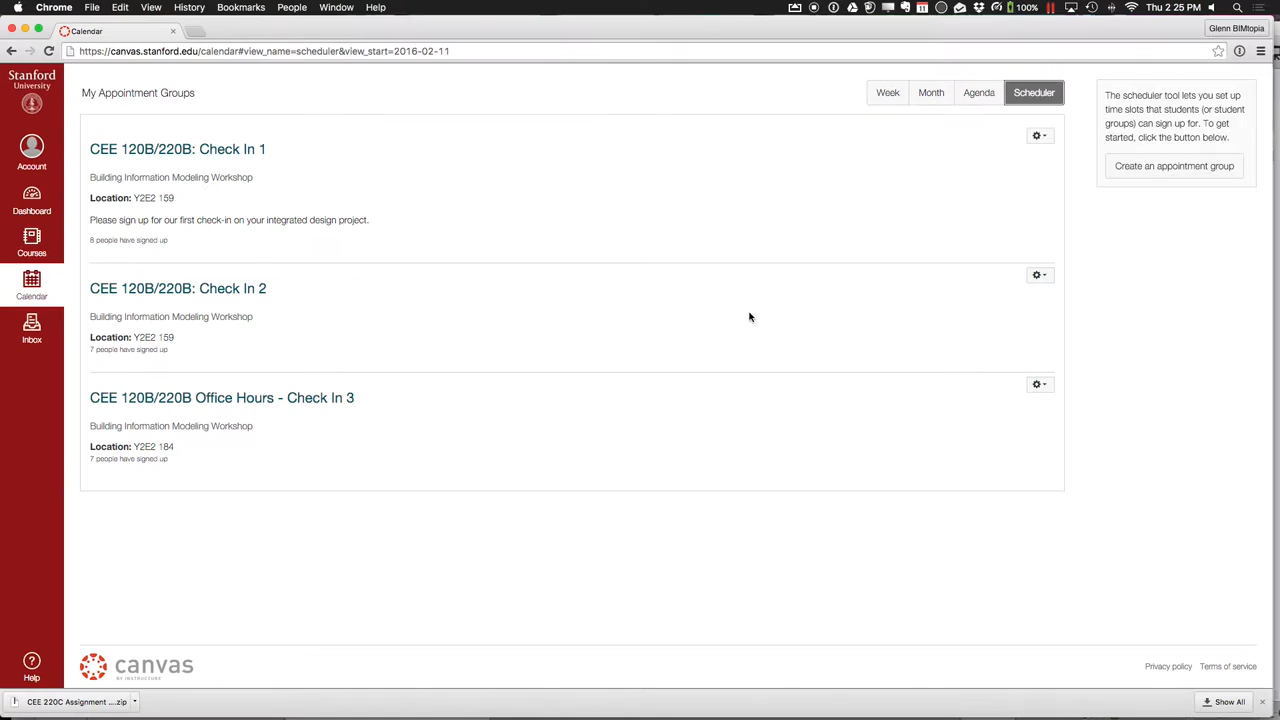 Chrome File Edit View History Bookmarks People Window Help 100% Thu 2:25 PM
Calendar
Glenn BIMtopia
https://canvas.stanford.edu/calendar#view_name=scheduler&view_start=2016-02-11
Stanford
University
Account
Dashboard
Courses
Calendar
Inbox
Help
My Appointment Groups
Week Month Agenda Scheduler
CEE 120B/220B: Check In 1
Building Information Modeling Workshop
Location: Y2E2 159
Please sign up for our first check-in on your integrated design project.
8 people have signed up
CEE 120B/220B: Check In 2
Building Information Modeling Workshop
Location: Y2E2 159
7 people have signed up
CEE 120B/220B Office Hours - Check In 3
Building Information Modeling Workshop
Location: Y2E2 184
7 people have signed up
The scheduler tool lets you set up
time slots that students (or student
groups) can sign up for. To get
started, click the button below.
Create an appointment group
canvas
BY INSTRUCTURE
Privacy policy Terms of service
CEE 220C Assignment ....zip
Show All